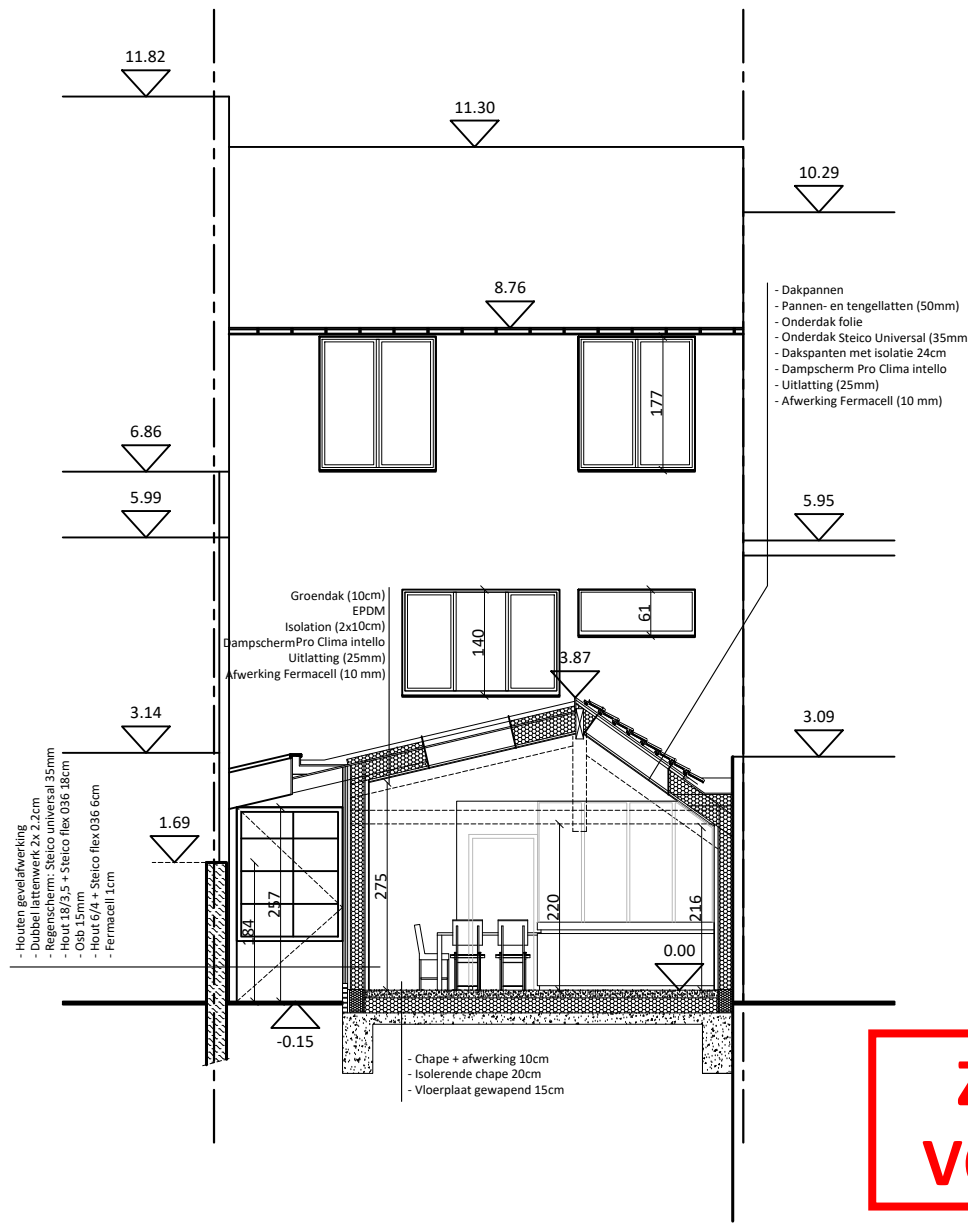 11.82
11.30
10.29
8.76
- Dakpannen
- Pannen- en tengellatten (50mm)
- Onderdak folie
- Onderdak Steico Universal (35mm
- Dakspanten met isolatie 24cm
- Dampscherm Pro Clima intello
- Uitlatting (25mm)
- Afwerking Fermacell (10 mm)
177
6.86
5.99
5.95
Groendak (10cm)
EPDM
Isolation (2x10cm)
DampschermPro Clima intello
Uitlatting (25mm)
Afwerking Fermacell (10 mm)
140
61
3.87
3.14
3.09
- Houten gevelafwerking
- Dubbel lattenwerk 2x 2.2cm
- Regenscherm: Steico universal 35mm
- Hout 18/3,5 + Steico flex 036 18cm
- Osb 15mm
- Hout 6/4 + Steico flex 036 6cm
- Fermacell 1cm
1.69
184
257
275
220
216
0.00
-0.15
- Chape + afwerking 10cm
- Isolerende chape 20cm
- Vloerplaat gewapend 15cm